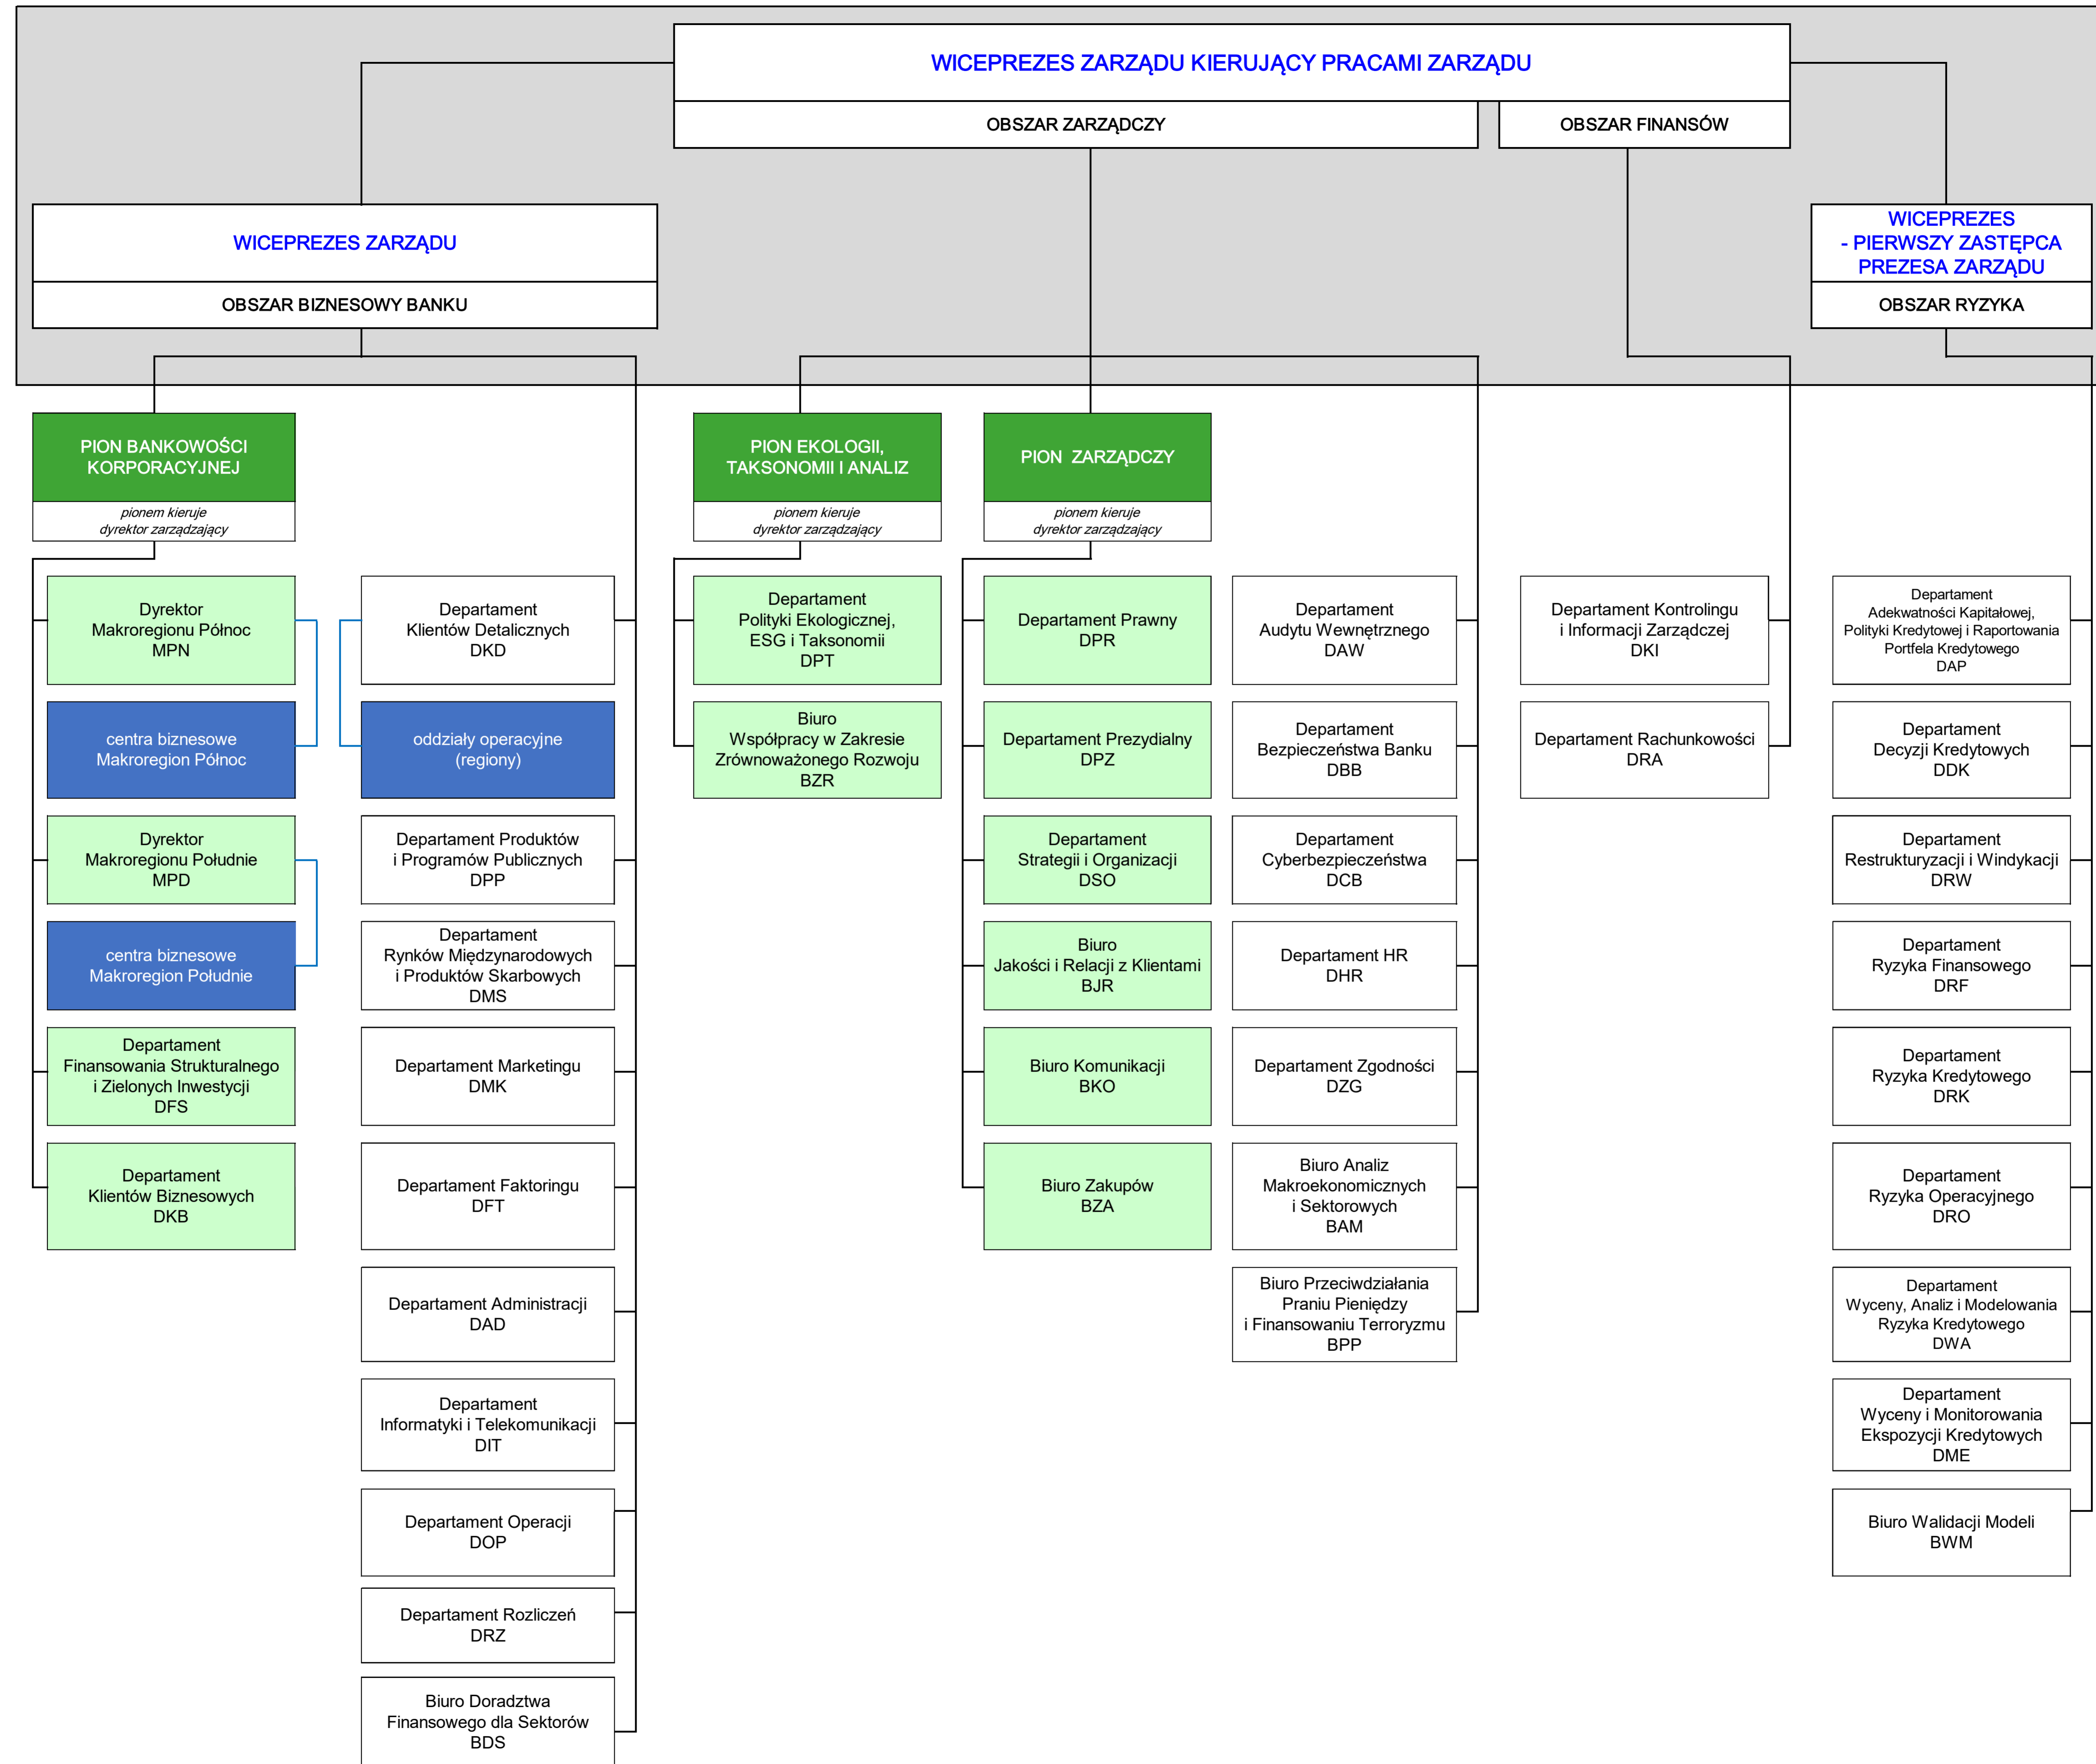 WICEPREZES ZARZĄDU KIERUJĄCY PRACAMI ZARZĄDU
OBSZAR ZARZĄDCZY
OBSZAR FINANSÓW
WICEPREZES ZARZĄDU
OBSZAR BIZNESOWY BANKU
WICEPREZES
- PIERWSZY ZASTĘPCA
PREZESA ZARZĄDU
OBSZAR RYZYKA
PION BANKOWOŚCI
KORPORACYJNEJ
pionem kieruje
dyrektor zarządzający
PION EKOLOGII,
TAKSONOMII I ANALIZ
pionem kieruje
dyrektor zarządzający
PION ZARZĄDCZY
pionem kieruje
dyrektor zarządzający
Dyrektor
Makroregionu Północ
MPN
centra biznesowe
Makroregion Północ
Dyrektor
Makroregionu Południe
MPD
centra biznesowe
Makroregion Południe
Departament
Finansowania Strukturalnego
i Zielonych Inwestycji
DFS
Departament
Klientów Biznesowych
DKB
Departament
Klientów Detalicznych
DKD
oddziały operacyjne
(regiony)
Departament Produktów
i Programów Publicznych
DPP
Departament
Rynków Międzynarodowych
i Produktów Skarbowych
DMS
Departament Marketingu
DMK
Departament Faktoringu
DFT
Departament Administracji
DAD
Departament
Informatyki i Telekomunikacji
DIT
Departament Operacji
DOP
Departament Rozliczeń
DRZ
Biuro Doradztwa
Finansowego dla Sektorów
BDS
Departament
Polityki Ekologicznej,
ESG i Taksonomii
DPT
Biuro
Współpracy w Zakresie
Zrównoważonego Rozwoju
BZR
Departament Prawny
DPR
Departament Prezydialny
DPZ
Departament
Strategii i Organizacji
DSO
Biuro
Jakości i Relacji z Klientami
BJR
Biuro Komunikacji
BKO
Biuro Zakupów
BZA
Departament
Audytu Wewnętrznego
DAW
Departament
Bezpieczeństwa Banku
DBB
Departament
Cyberbezpieczeństwa
DCB
Departament HR
DHR
Departament Zgodności
DZG
Biuro Analiz
Makroekonomicznych
i Sektorowych
BAM
Biuro Przeciwdziałania
Praniu Pieniędzy
i Finansowaniu Terroryzmu
BPP
Departament Kontrolingu
i Informacji Zarządczej
DKI
Departament Rachunkowości
DRA
Departament
Adekwatności Kapitałowej,
Polityki Kredytowej i Raportowania
Portfela Kredytowego
DAP
Departament
Decyzji Kredytowych
DDK
Departament
Restrukturyzacji i Windykacji
DRW
Departament
Ryzyka Finansowego
DRF
Departament
Ryzyka Kredytowego
DRK
Departament
Ryzyka Operacyjnego
DRO
Departament
Wyceny, Analiz i Modelowania
Ryzyka Kredytowego
DWA
Departament
Wyceny i Monitorowania
Ekspozycji Kredytowych
DME
Biuro Walidacji Modeli
BWM